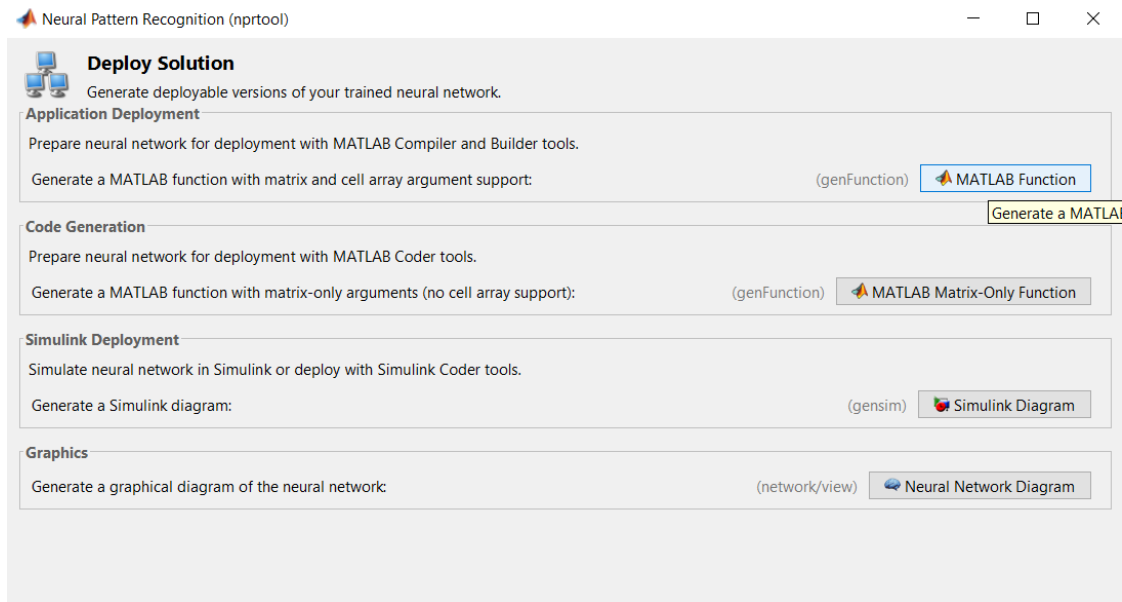 Neural Pattern Recognition (nprtool)
Deploy Solution
Generate deployable versions of your trained neural network.
Application Deployment
Prepare neural network for deployment with MATLAB Compiler and Builder tools.
Generate a MATLAB function with matrix and cell array argument support: (genFunction) MATLAB Function
Generate a MATLA
Code Generation
Prepare neural network for deployment with MATLAB Coder tools.
Generate a MATLAB function with matrix-only arguments (no cell array support): (genFunction) MATLAB Matrix-Only Function
Simulink Deployment
Simulate neural network in Simulink or deploy with Simulink Coder tools.
Generate a Simulink diagram: (gensim) Simulink Diagram
Graphics
Generate a graphical diagram of the neural network: (network/view) Neural Network Diagram